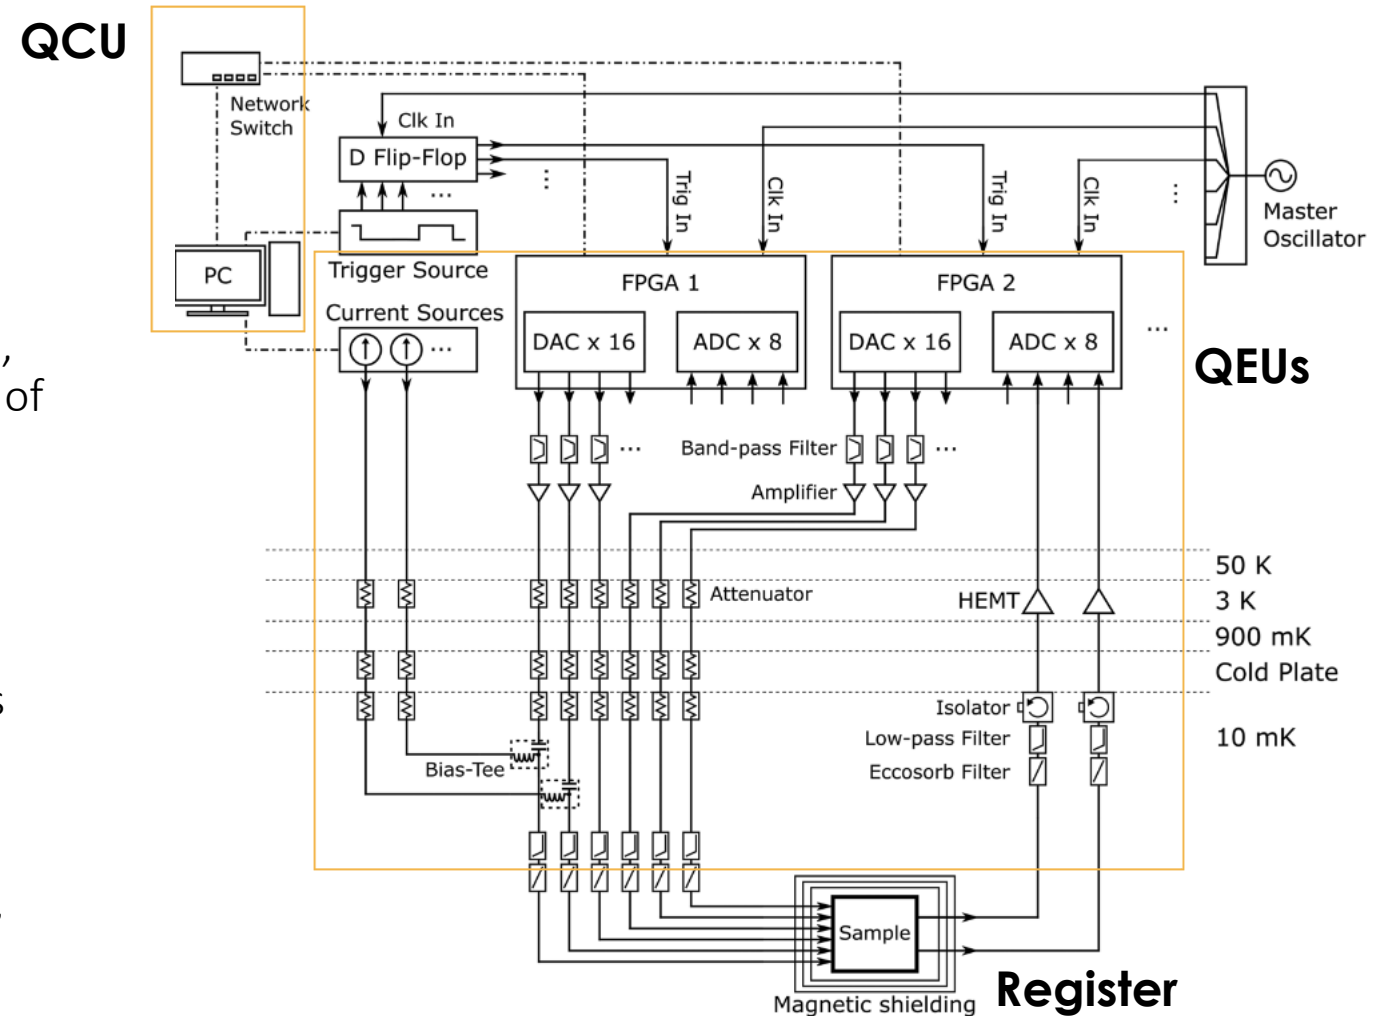 QCU
Network
Switch
Clk In
D Flip-Flop
...
Trig In
Clk In
Trig In
Clk In
Master
Oscillator
PC
Trigger Source
FPGA 1
FPGA 2
Current Sources
...
DAC x 16
ADC x 8
DAC x 16
ADC x 8
...
QEUs
,
of
...
Band-pass Filter
...
Amplifier
50 K
Attenuator
HEMT
3 K
900 mK
Cold Plate
s
Isolator
Low-pass Filter
10 mK
Bias-Tee
Eccosorb Filter
Sample
Register
Magnetic shielding